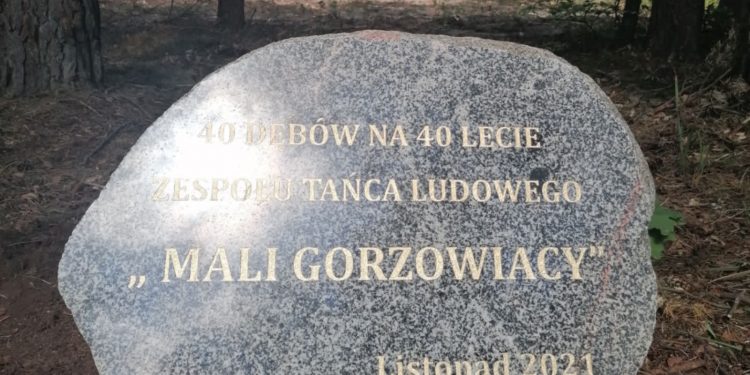 40 DĘBÓW NA 40 LECIE
ZESPOŁU TAŃCA LUDOWEGO
„ MALI GORZOWIACY"
Listopad 2021